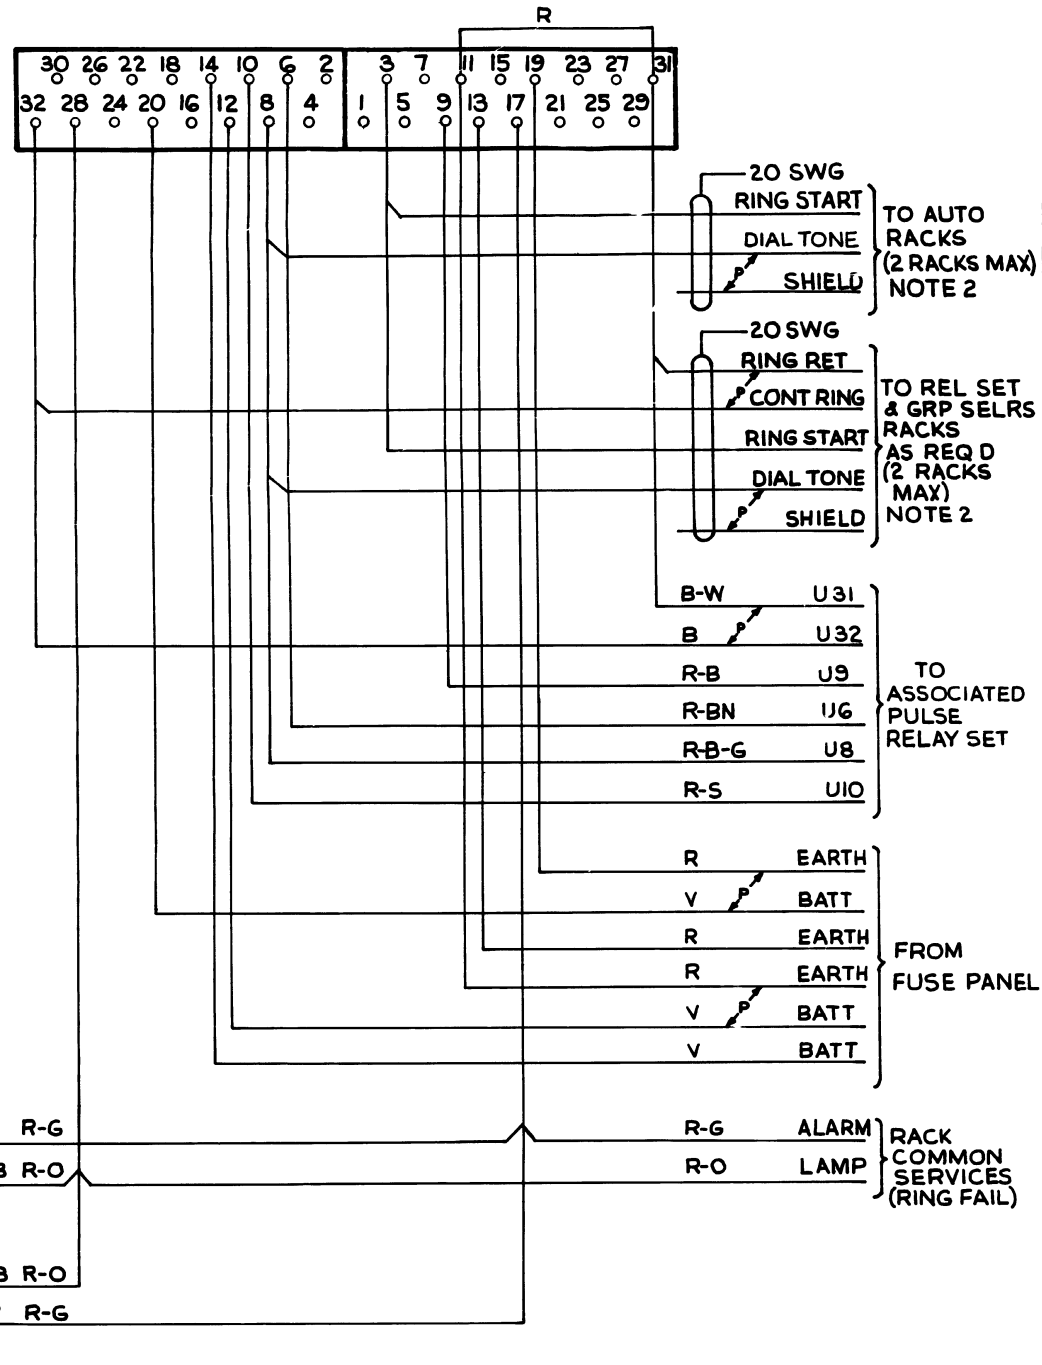 R
30 26 22 18 14 10 6 2 3 7 11 15 19 23 27 31
32 28 24 20 16 12 8 4 1 5 9 13 17 21 25 29
20 SWG
RING START
DIAL TONE
P
SHIELD
TO AUTO
RACKS
(2 RACKS MAX)
NOTE 2
20 SWG
RING RET
P CONT RING
RING START
DIAL TONE
P
SHIELD
TO REL SET
& GRP SELRS
RACKS
AS REQ D
(2 RACKS
MAX)
NOTE 2
B-W U31
P
B U32
R-B U9
R-BN U6
R-B-G U8
R-S U10
TO
ASSOCIATED
PULSE
RELAY SET
R EARTH
P
V BATT
R EARTH
R EARTH
P
V BATT
V BATT
FROM
FUSE PANEL
R-G R-G ALARM
B R-O R-O LAMP
RACK
COMMON
SERVICES
(RING FAIL)
B R-O
R-G